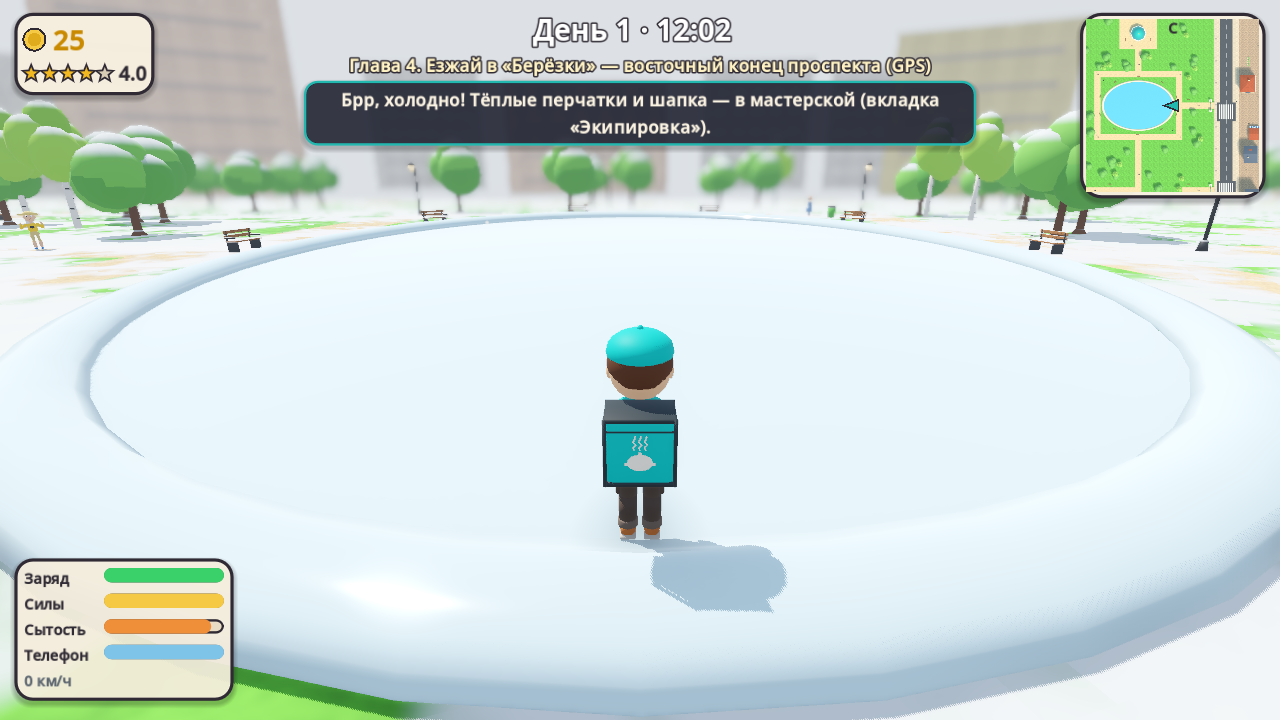 25
4.0
День 1 · 12:02
Глава 4. Езжай в «Берёзки» — восточный конец проспекта (GPS)
Брр, холодно! Тёплые перчатки и шапка — в мастерской (вкладка
«Экипировка»).
С
Заряд
Силы
Сытость
Телефон
0 км/ч